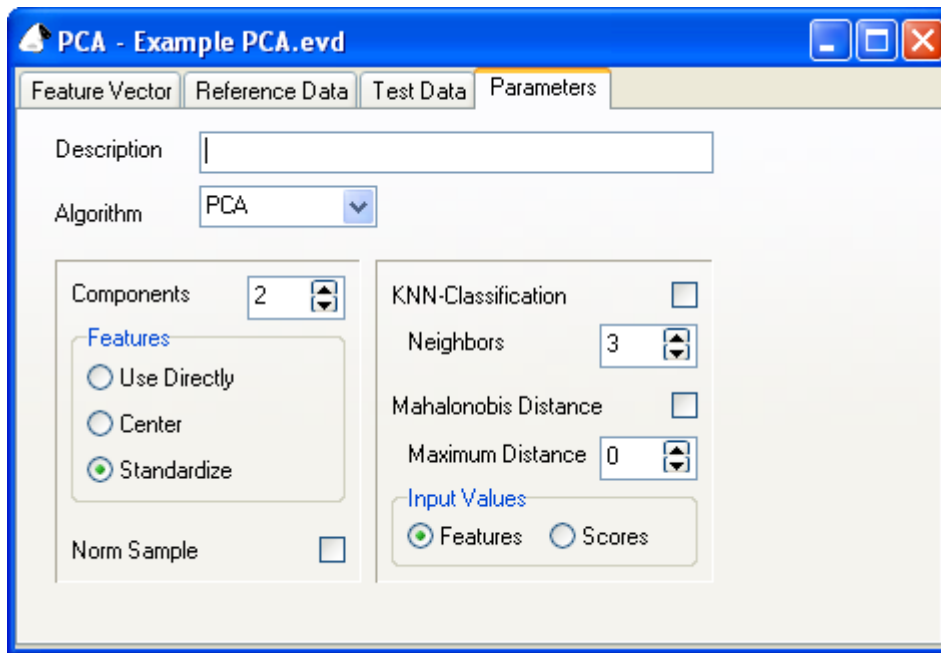 PCA - Example PCA.evd
Feature Vector Reference Data Test Data Parameters
Description
Algorithm PCA
Components 2
Features
Use Directly
Center
Standardize
Norm Sample
KNN-Classification
Neighbors 3
Mahalonobis Distance
Maximum Distance 0
Input Values
Features Scores